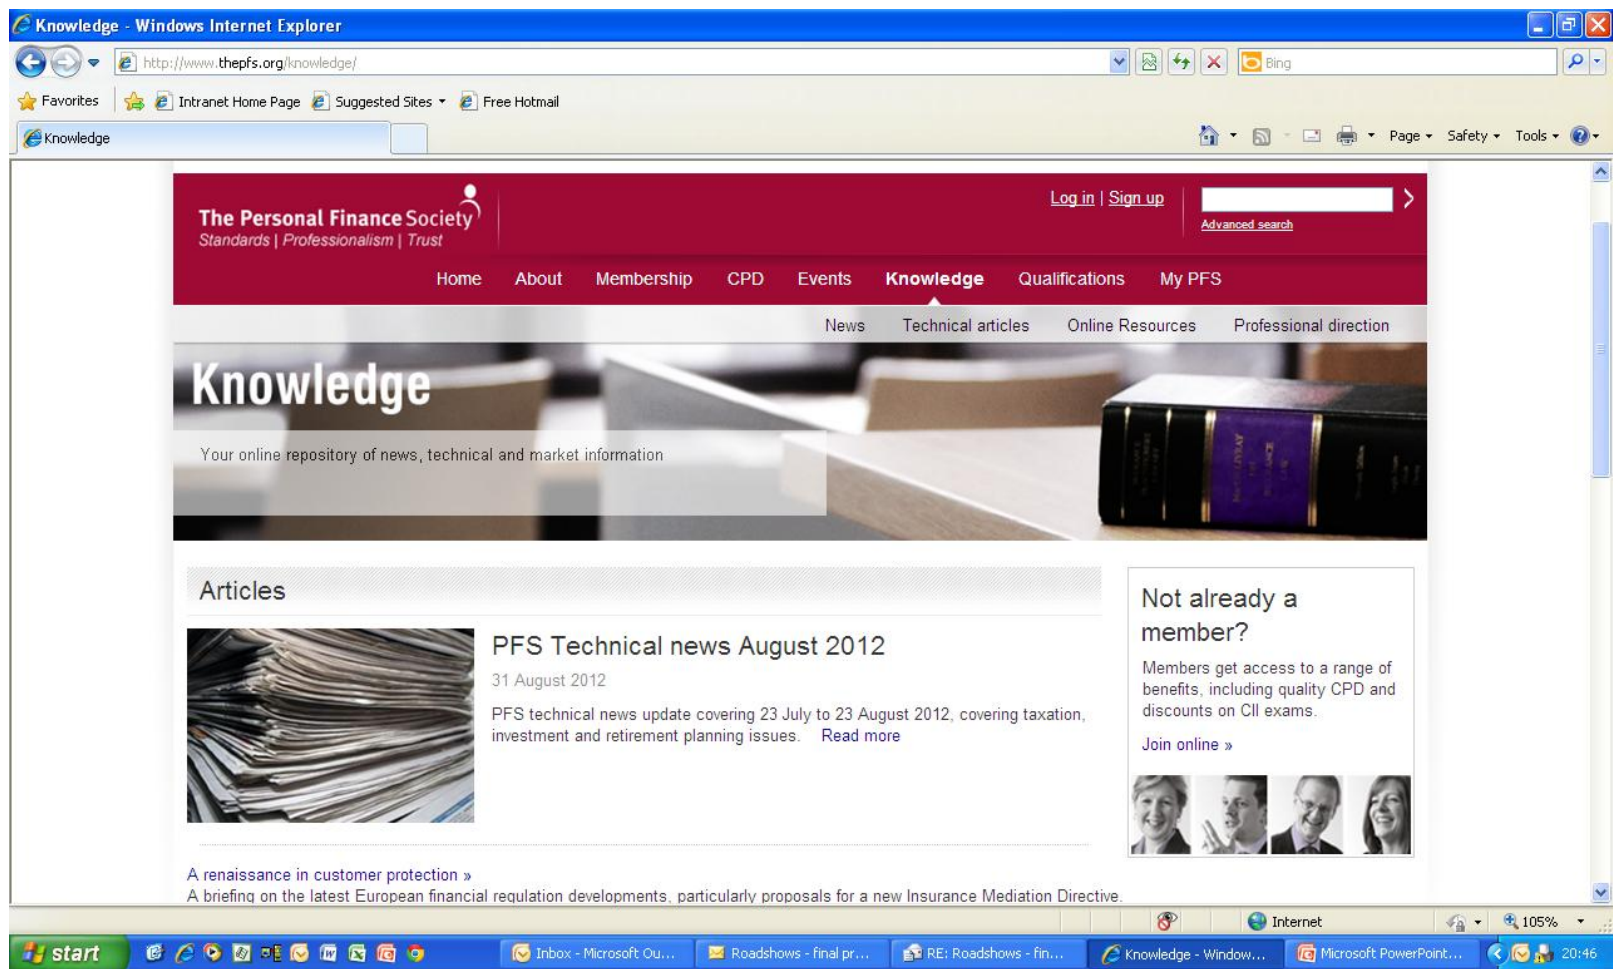 Knowledge - Windows Internet Explorer
http://www.thepfs.org/knowledge/
Bing
Favorites Intranet Home Page Suggested Sites Free Hotmail
Knowledge
Page Safety Tools
The Personal Finance Society
Standards | Professionalism | Trust
Log in | Sign up
Advanced search
Home About Membership CPD Events Knowledge Qualifications My PFS
News Technical articles Online Resources Professional direction
Knowledge
Your online repository of news, technical and market information
Articles
PFS Technical news August 2012
31 August 2012
PFS technical news update covering 23 July to 23 August 2012, covering taxation,
investment and retirement planning issues. Read more
Not already a
member?
Members get access to a range of
benefits, including quality CPD and
discounts on CII exams.
Join online »
A renaissance in customer protection »
A briefing on the latest European financial regulation developments, particularly proposals for a new Insurance Mediation Directive.
Internet
105%
start
Inbox - Microsoft Ou...
Roadshows - final pr...
RE: Roadshows - fin...
Knowledge - Window...
Microsoft PowerPoint...
20:46